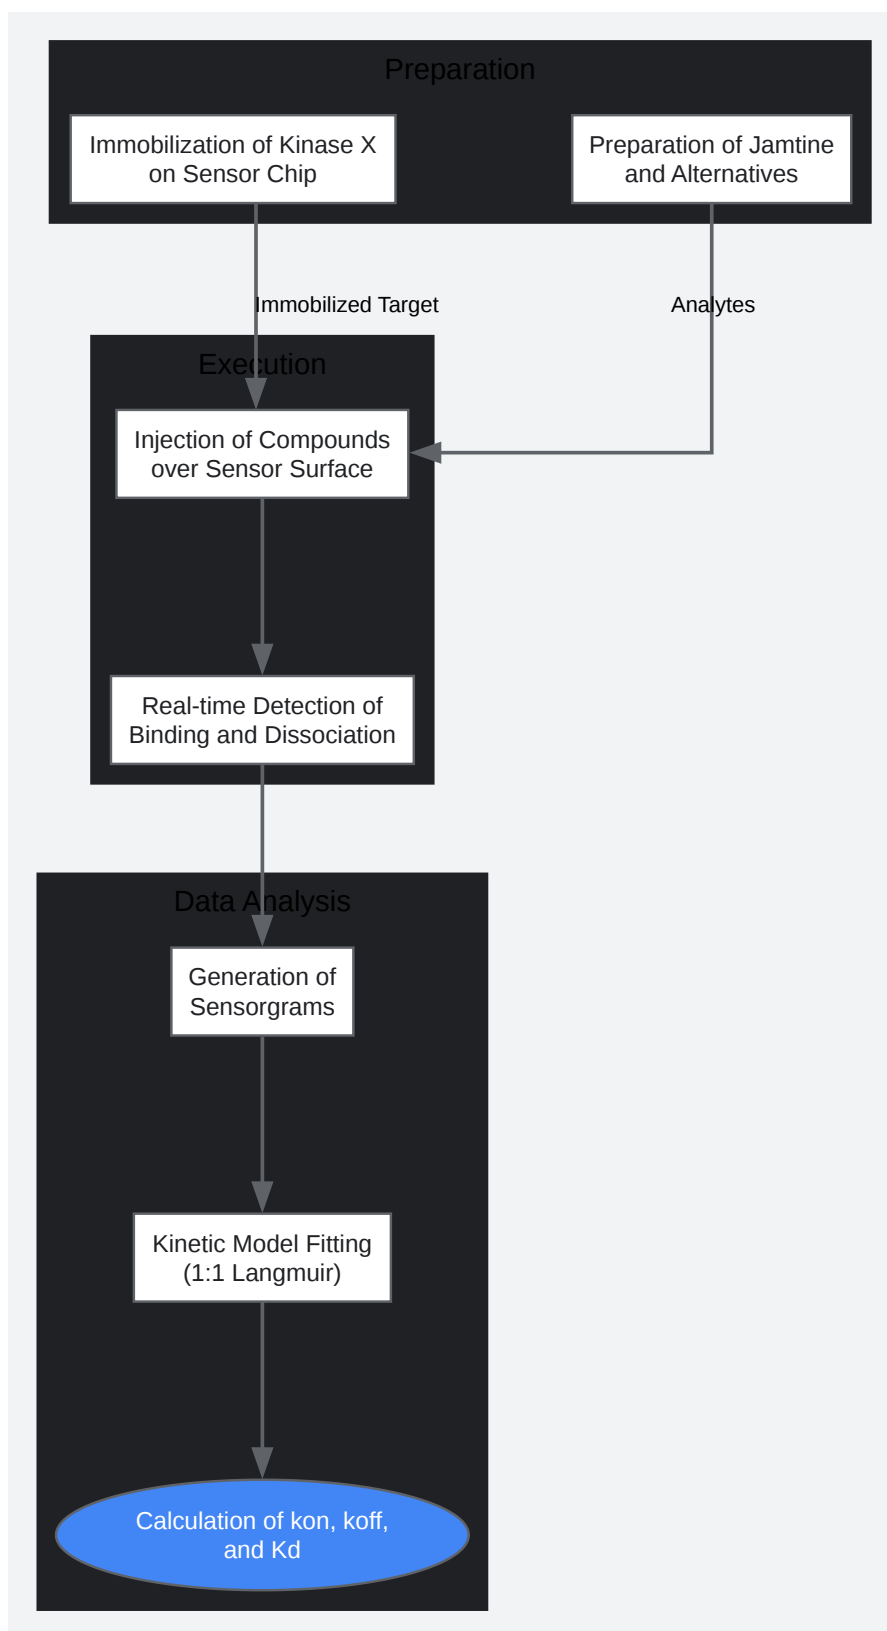 Preparation
Immobilization of Kinase X
on Sensor Chip
Preparation of Jamtine
and Alternatives
Immobilized Target
Analytes
Execution
Injection of Compounds
over Sensor Surface
Real-time Detection of
Binding and Dissociation
Data Analysis
Generation of
Sensorgrams
Kinetic Model Fitting
(1:1 Langmuir)
Calculation of kon, koff,
and Kd